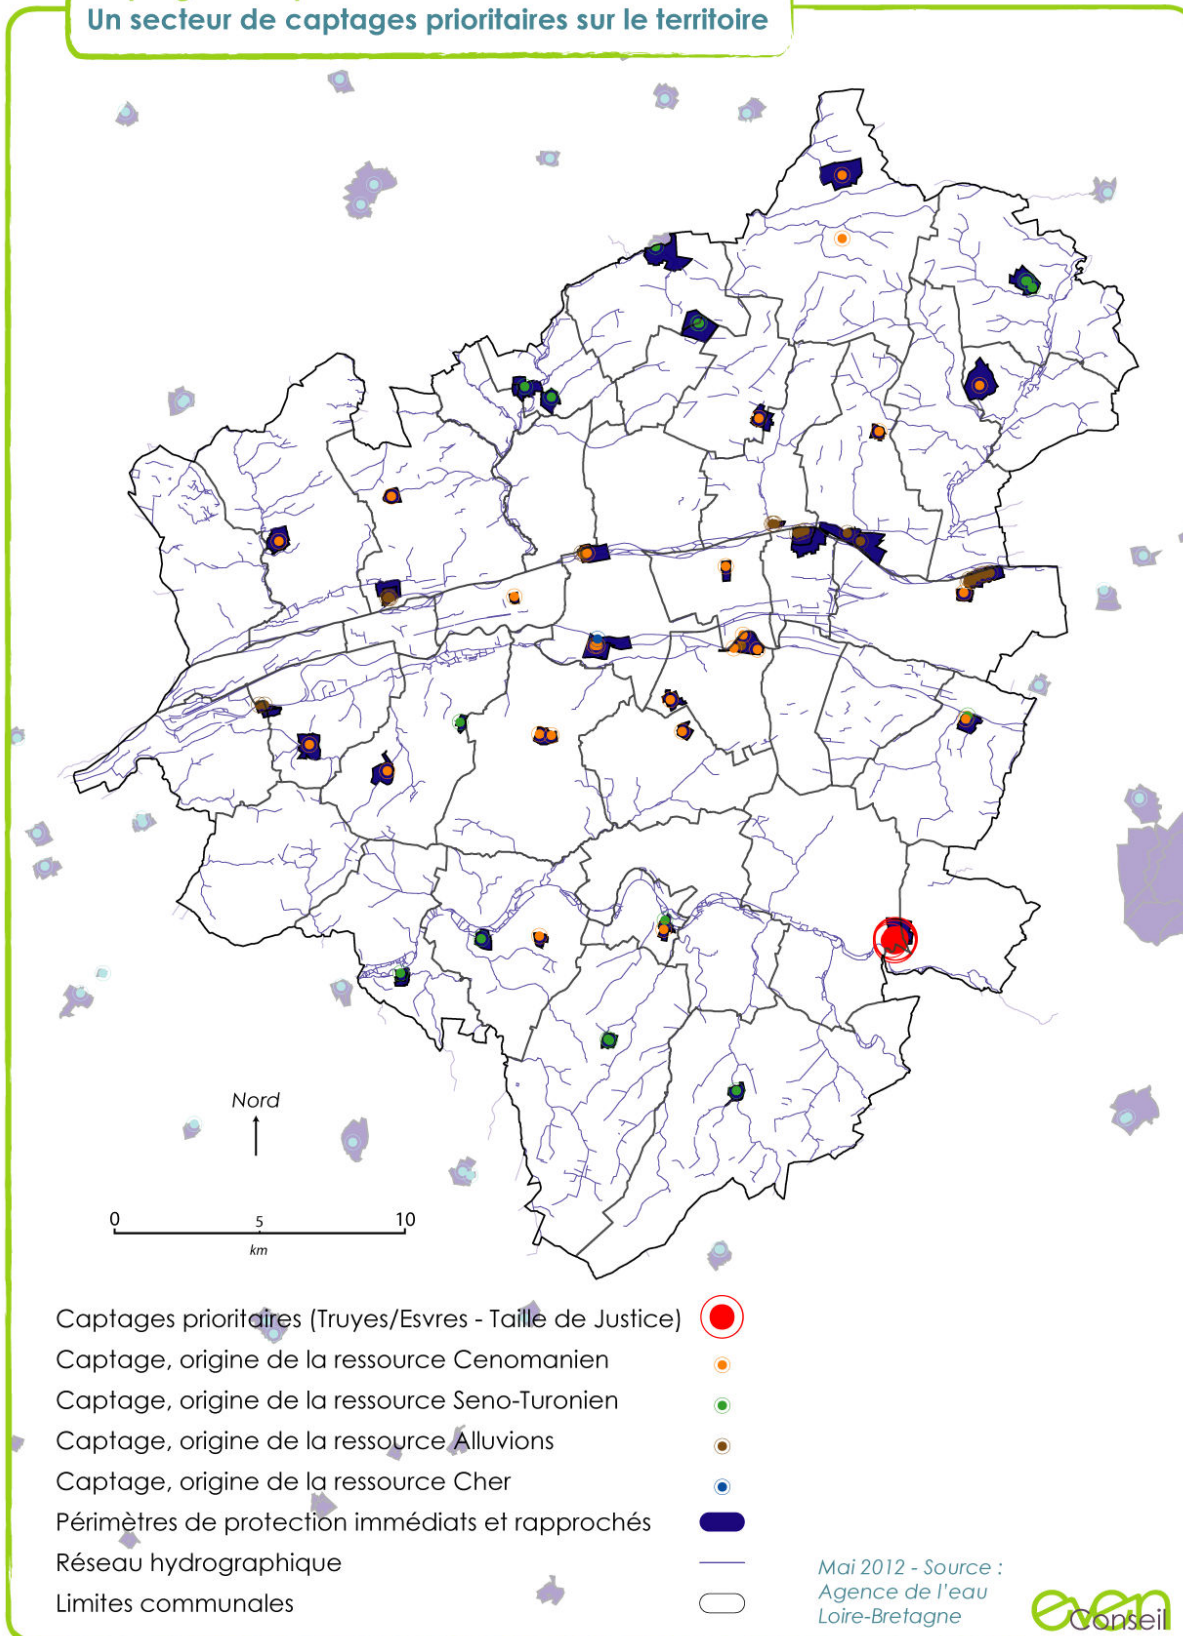 Un secteur de captages prioritaires sur le territoire
Nord
0 5 10
km
Captages prioritaires (Truyes/Esvres - Taille de Justice)
Captage, origine de la ressource Cenomanien
Captage, origine de la ressource Seno-Turonien
Captage, origine de la ressource Alluvions
Captage, origine de la ressource Cher
Périmètres de protection immédiats et rapprochés
Réseau hydrographique
Limites communales
Mai 2012 - Source :
Agence de l'eau
Loire-Bretagne
even
Conseil